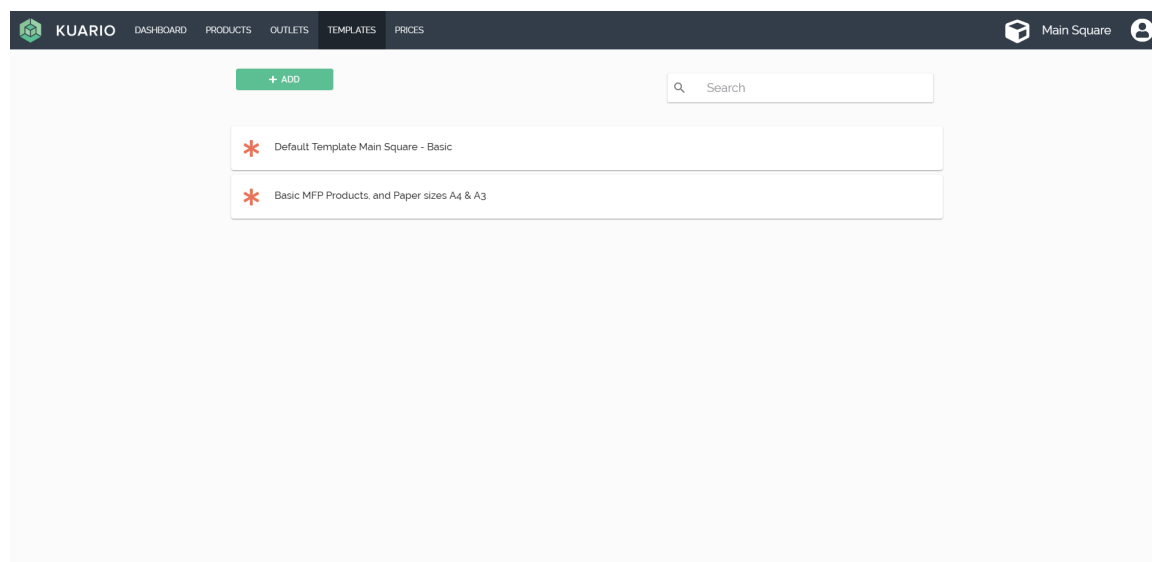 KUARIO DASHBOARD PRODUCTS OUTLETS TEMPLATES PRICES Main Square
+ ADD
Search
Default Template Main Square - Basic
Basic MFP Products, and Paper sizes A4 & A3